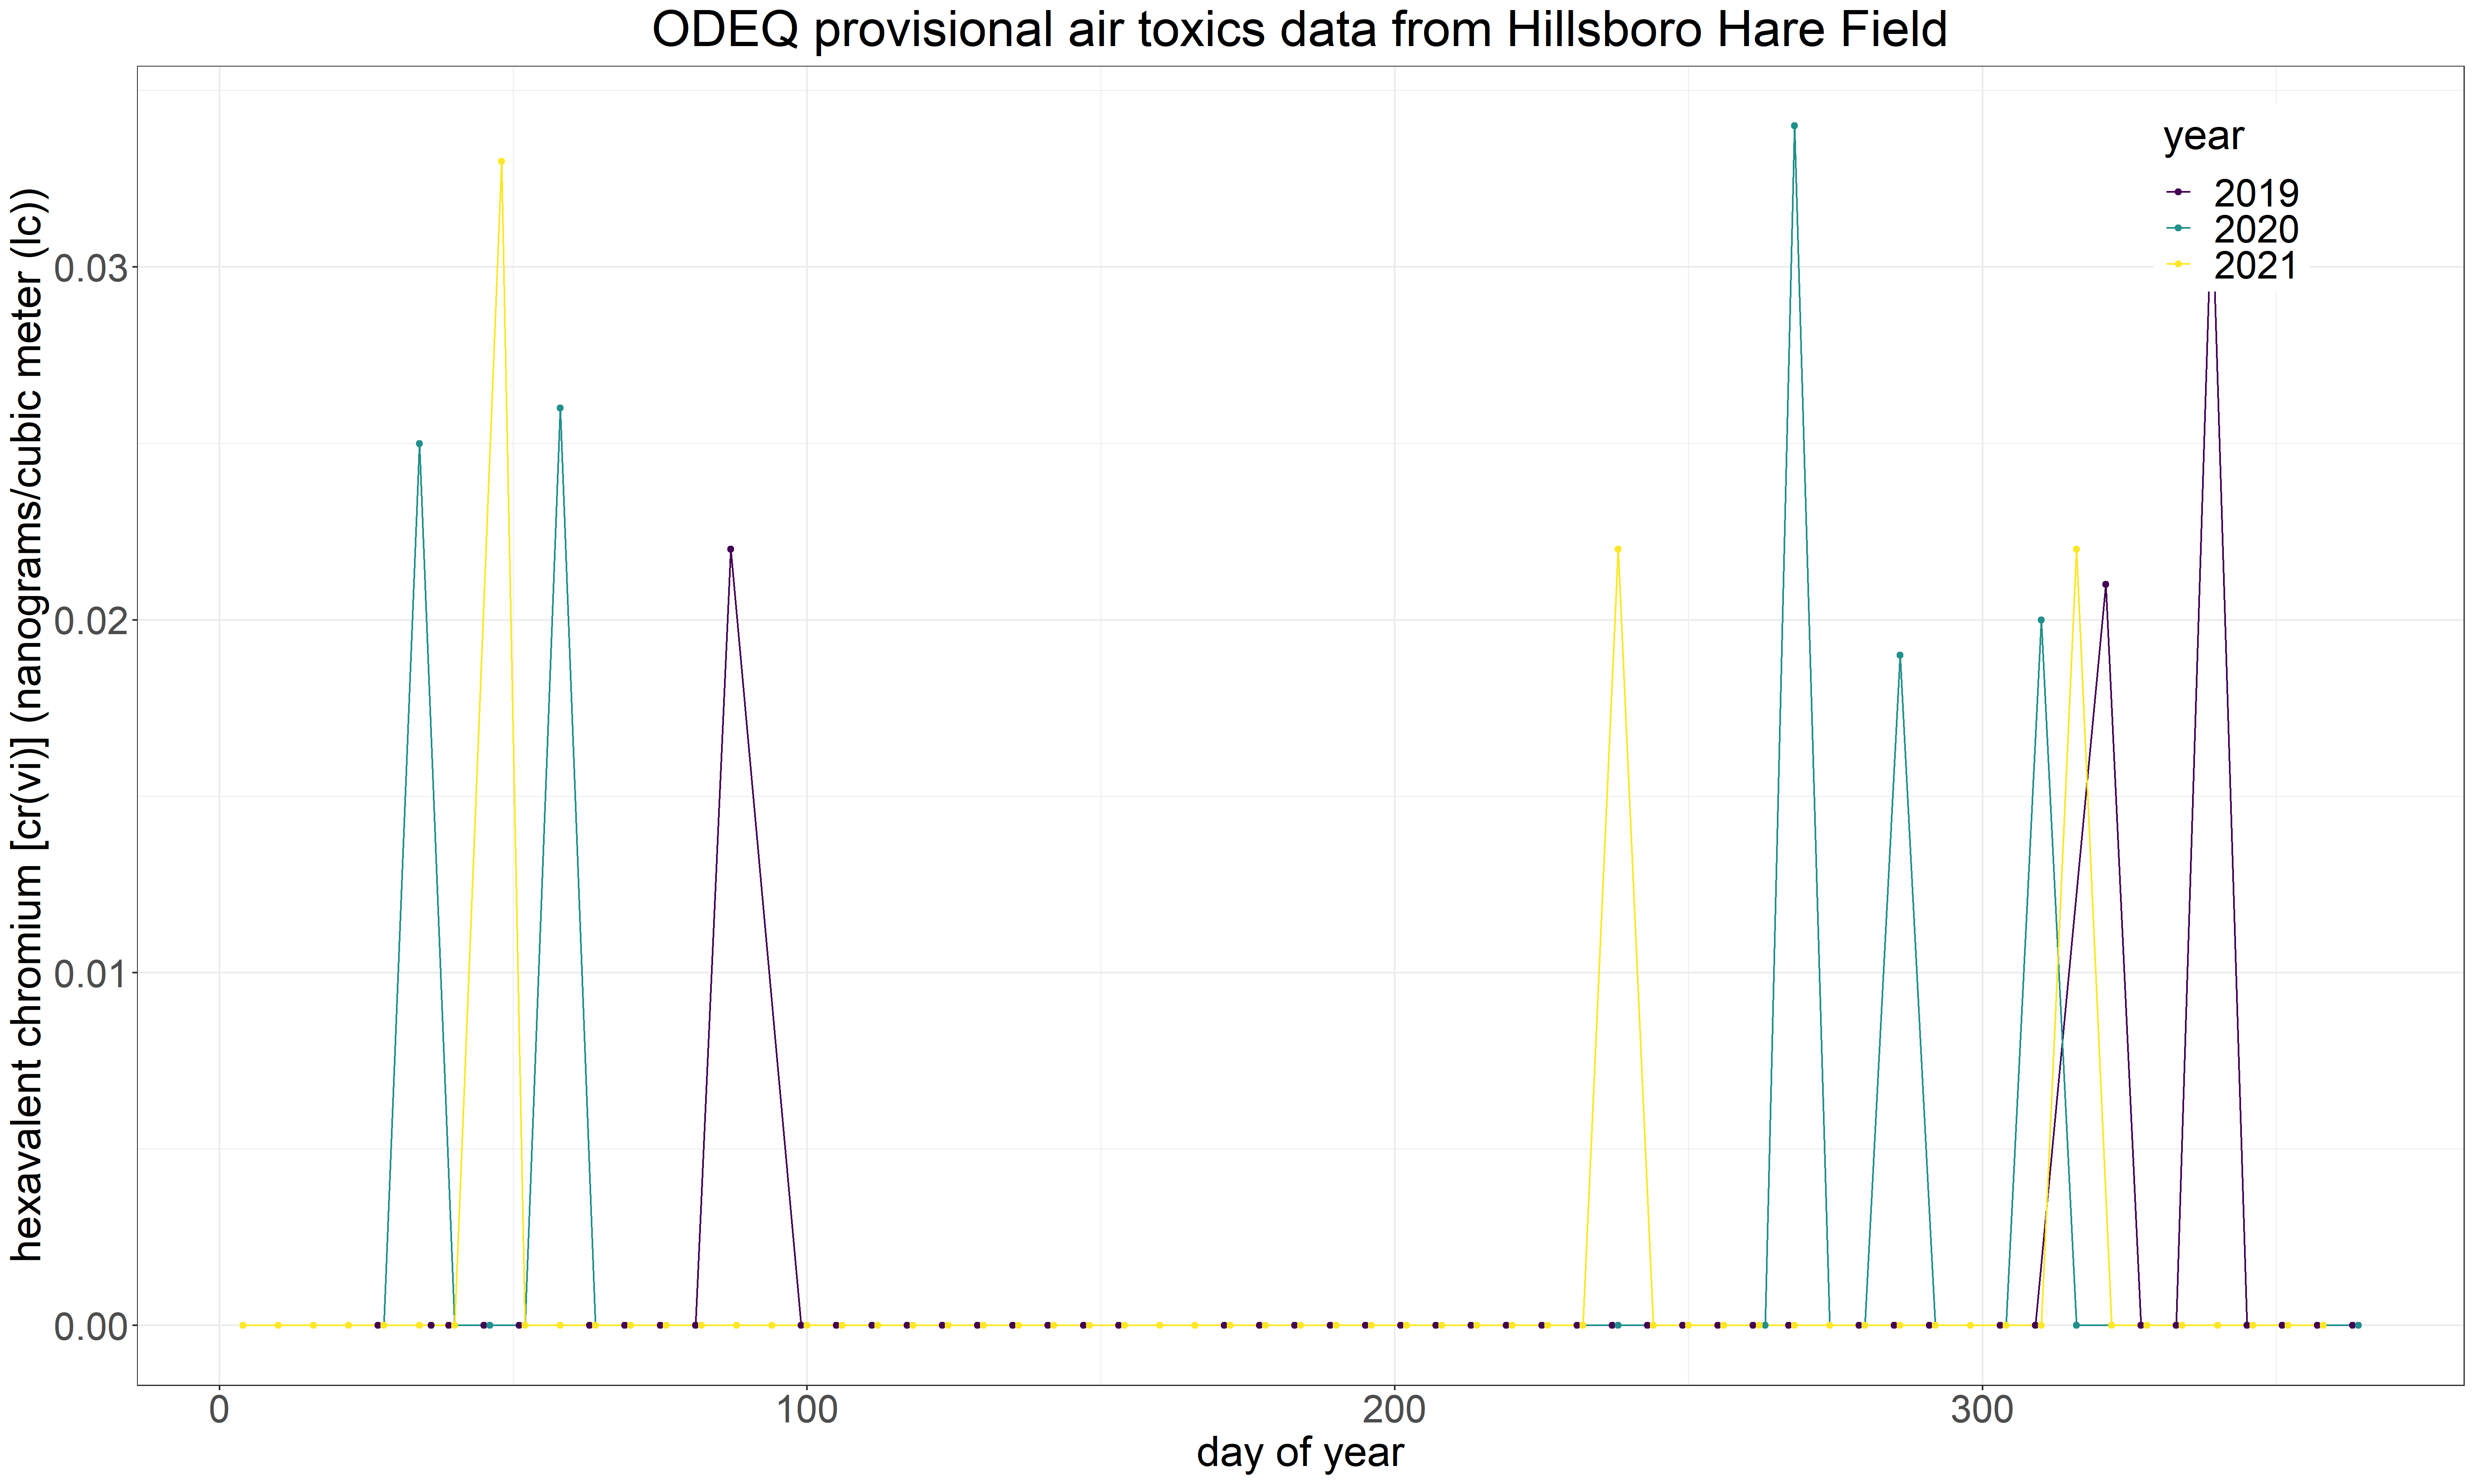 ODEQ provisional air toxics data from Hillsboro Hare Field
hexavalent chromium [cr(vi)] (nanograms/cubic meter (lc))
0.03
0.02
0.01
0.00
year
2019
2020
2021
0 100 200 300
day of year